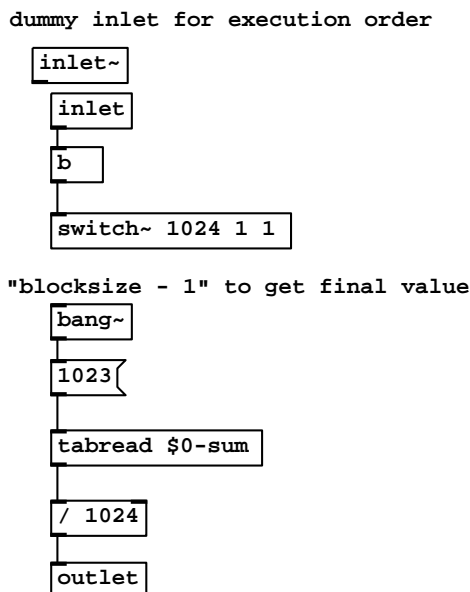 dummy inlet for execution order
inlet~
inlet
b
switch~ 1024 1 1
"blocksize - 1" to get final value
bang~
1023
tabread $0-sum
/ 1024
outlet